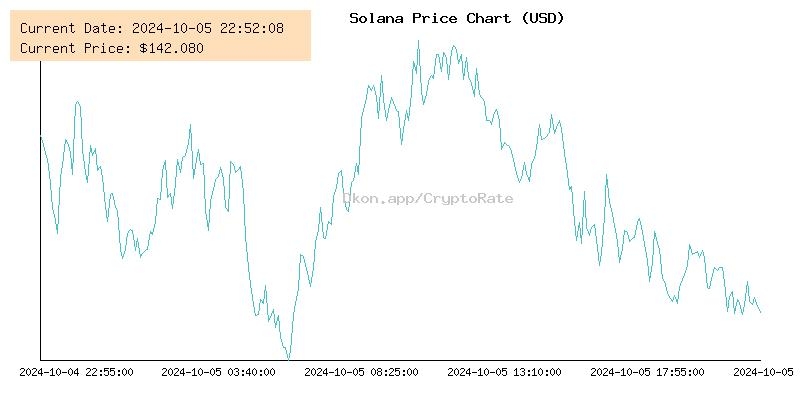 Solana Price Chart (USD)
Current Date: 2024-10-05 22:52:08
Current Price: $142.080
Dkon.app/CryptoRate
2024-10-04 22:55:00
2024-10-05 03:40:00
2024-10-05 08:25:00
2024-10-05 13:10:00
2024-10-05 17:55:00
2024-10-05